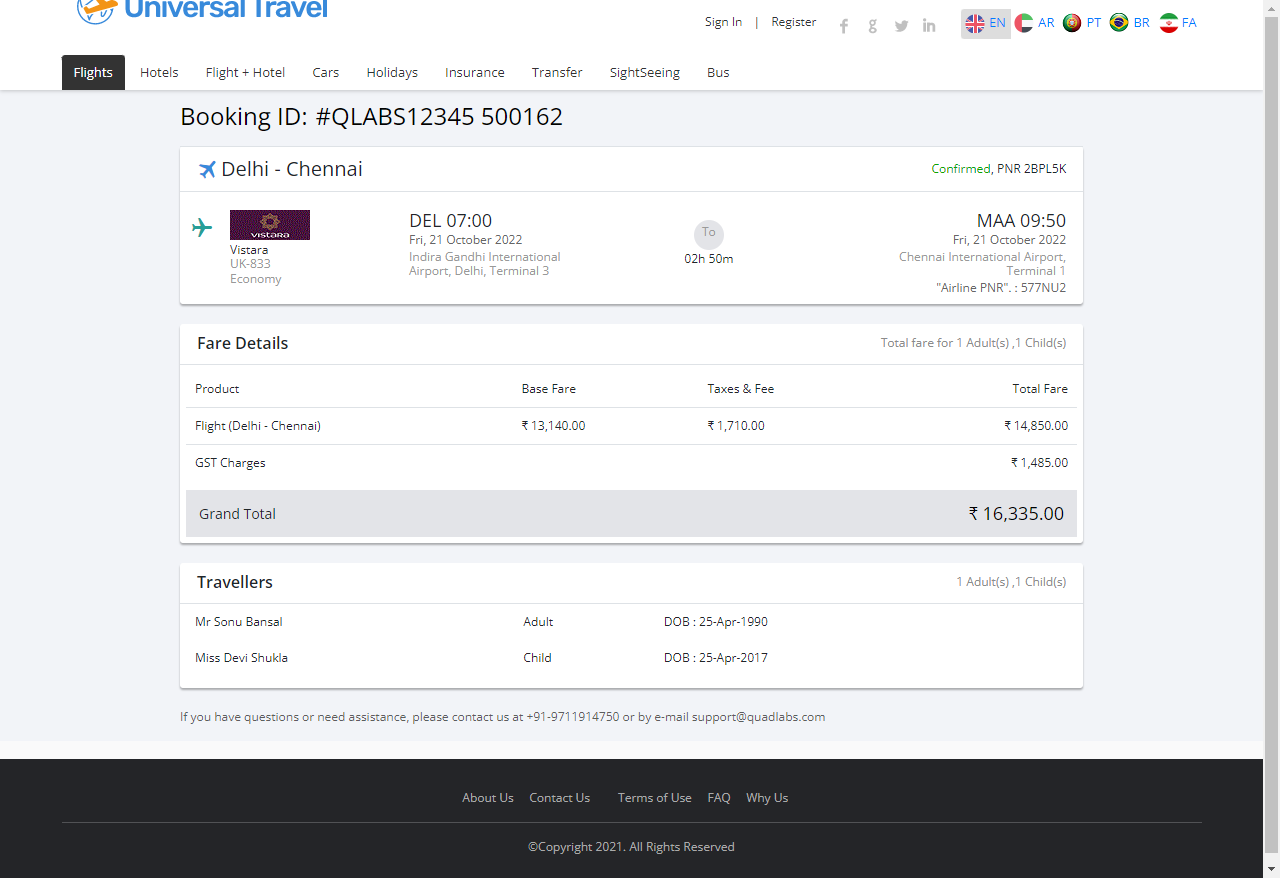 Universal Travel
Sign In | Register
EN AR PT BR FA
Flights Hotels Flight + Hotel Cars Holidays Insurance Transfer SightSeeing Bus
Booking ID: #QLABS12345 500162
Delhi - Chennai
Confirmed, PNR 2BPL5K
VISTARA
Vistara
UK-833
Economy
DEL 07:00
Fri, 21 October 2022
Indira Gandhi International
Airport, Delhi, Terminal 3
To
02h 50m
MAA 09:50
Fri, 21 October 2022
Chennai International Airport,
Terminal 1
"Airline PNR". : 577NU2
Fare Details
Total fare for 1 Adult(s) ,1 Child(s)
Product Base Fare Taxes & Fee Total Fare
Flight (Delhi - Chennai) ₹ 13,140.00 ₹ 1,710.00 ₹ 14,850.00
GST Charges ₹ 1,485.00
Grand Total ₹ 16,335.00
Travellers
1 Adult(s) ,1 Child(s)
Mr Sonu Bansal Adult DOB : 25-Apr-1990
Miss Devi Shukla Child DOB : 25-Apr-2017
If you have questions or need assistance, please contact us at +91-9711914750 or by e-mail support@quadlabs.com
About Us Contact Us Terms of Use FAQ Why Us
©Copyright 2021. All Rights Reserved